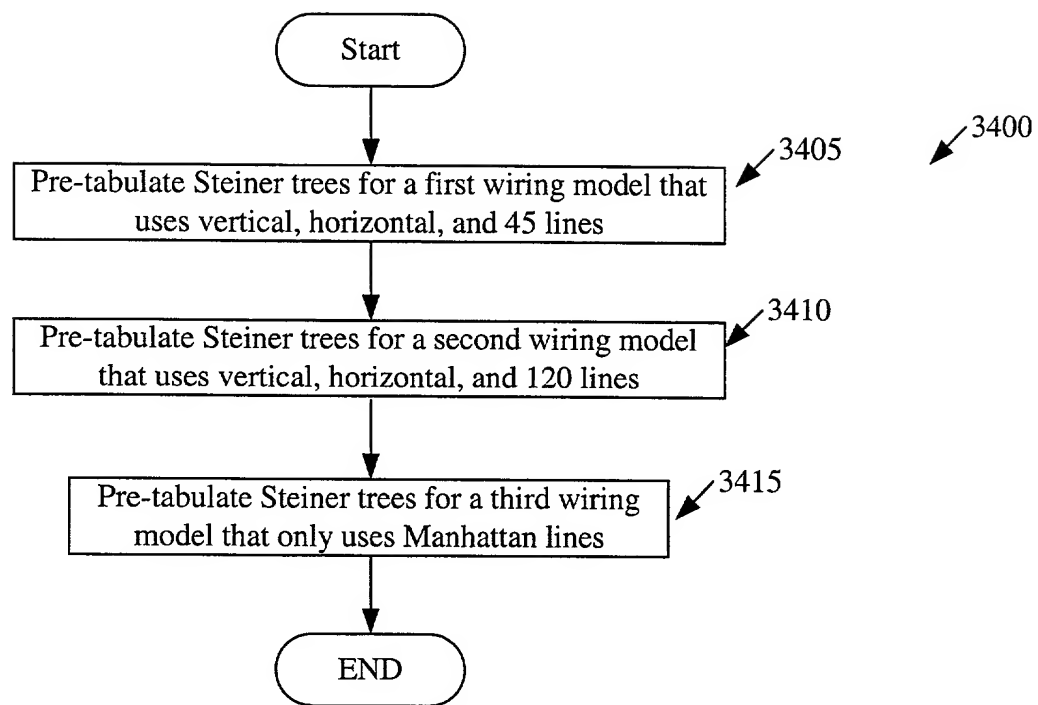 Start
3400
3405
Pre-tabulate Steiner trees for a first wiring model that
uses vertical, horizontal, and 45 lines
3410
Pre-tabulate Steiner trees for a second wiring model
that uses vertical, horizontal, and 120 lines
3415
Pre-tabulate Steiner trees for a third wiring
model that only uses Manhattan lines
END